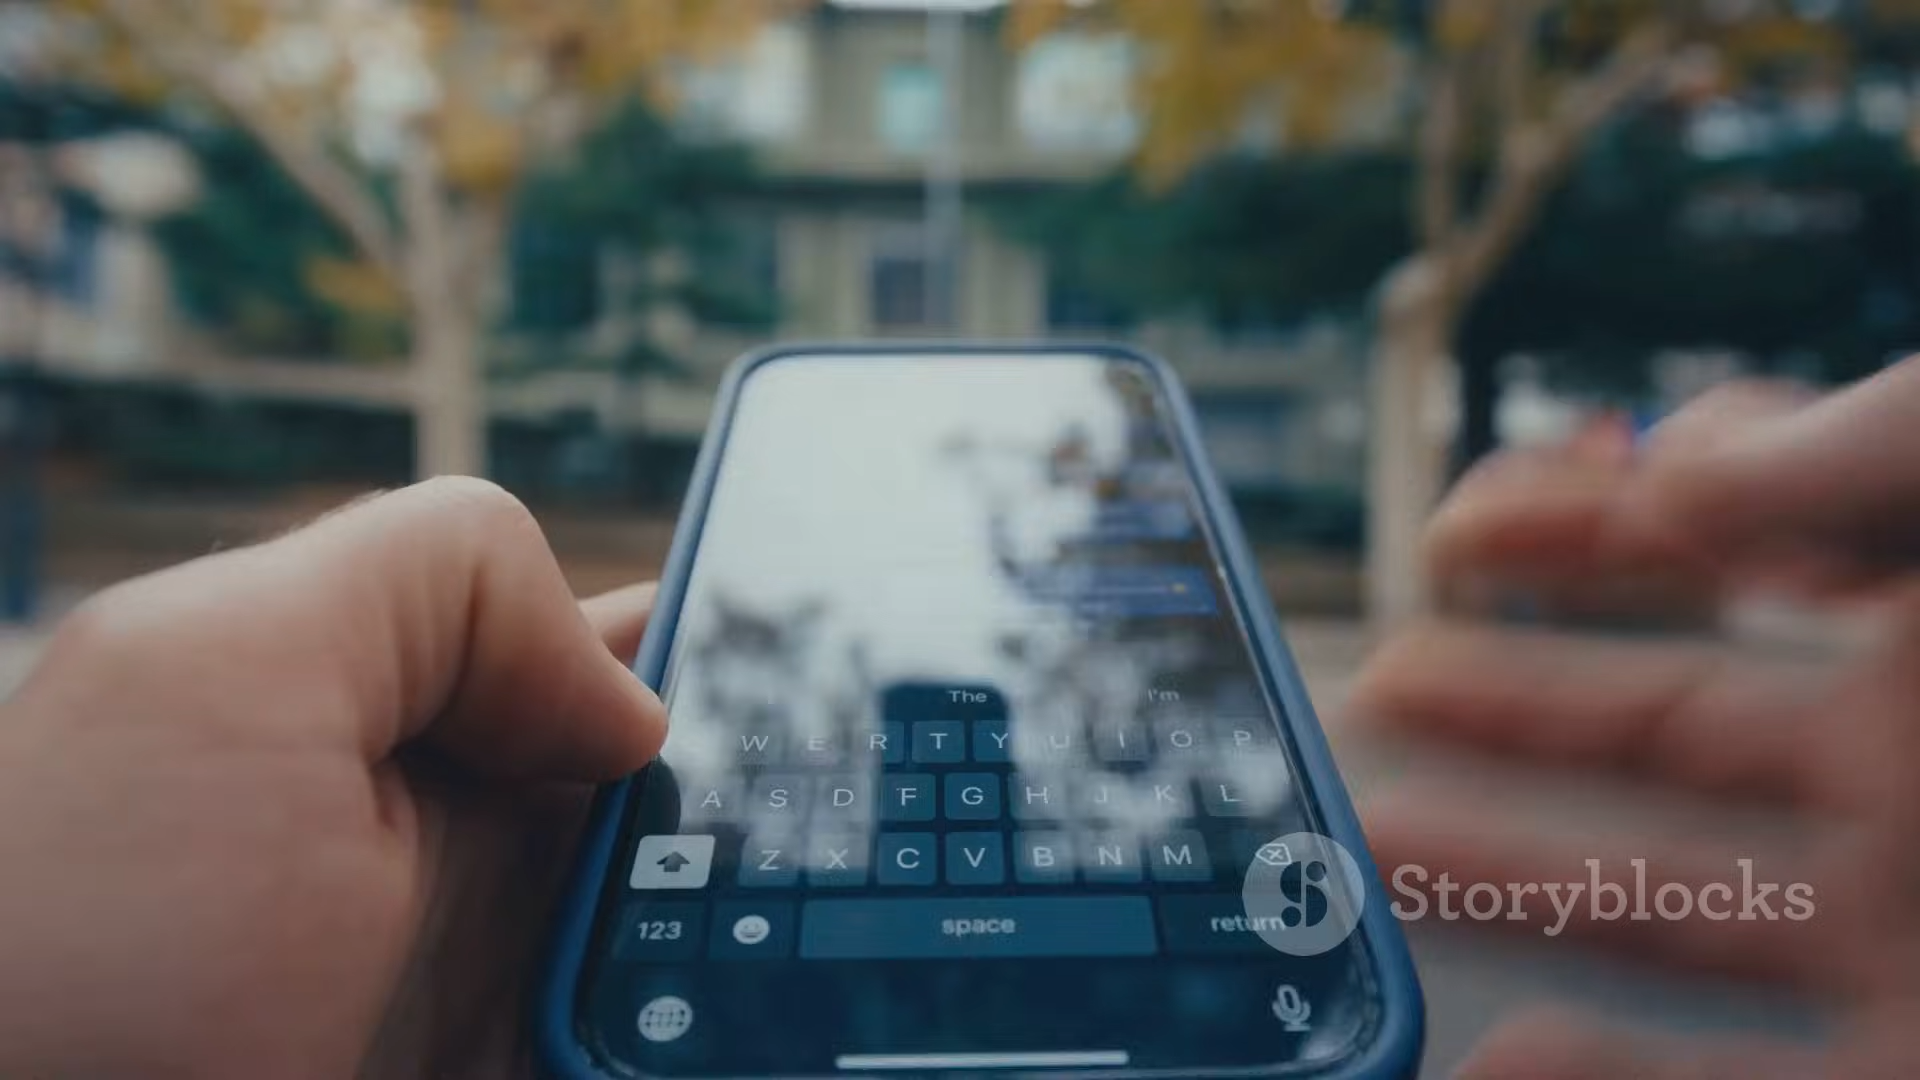 The I'm
W E R T Y U I O P
A S D F G H J K L
Z X C V B N M
123 space return
Storyblocks